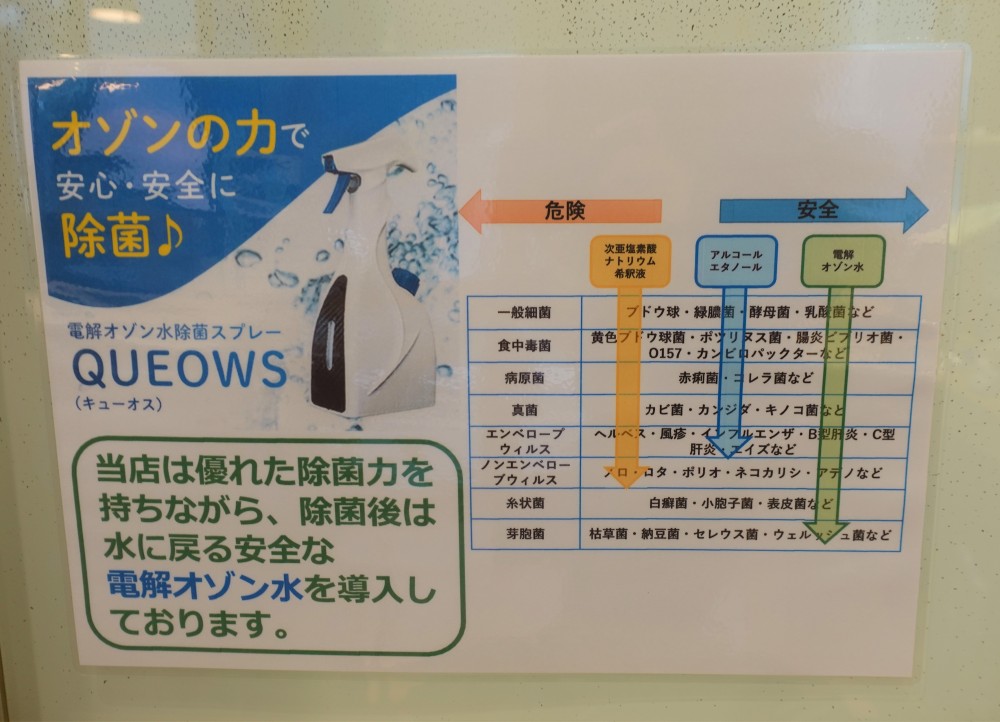 オゾンの力で
安心・安全に
除菌♪
電解オゾン水除菌スプレー
QUEOWS
（キューオス）
当店は優れた除菌力を
持ちながら、除菌後は
水に戻る安全な
電解オゾン水を導入し
ております。
危険
安全
次亜塩素酸
ナトリウム
希釈液
アルコール
エタノール
電解
オゾン水
一般細菌
ブドウ球・緑膿菌・酵母菌・乳酸菌など
食中毒菌
黄色ブドウ球菌・ボツリヌス菌・腸炎ビブリオ菌・
O157・カンピロバックターなど
病原菌
赤痢菌・コレラ菌など
真菌
カビ菌・カンジダ・キノコ菌など
エンベロープ
ウィルス
ヘルペス・風疹・インフルエンザ・B型肝炎・C型
肝炎・エイズなど
ノンエンベロー
プウィルス
ノロ・ロタ・ポリオ・ネコカリシ・アデノなど
糸状菌
白癬菌・小胞子菌・表皮菌など
芽胞菌
枯草菌・納豆菌・セレウス菌・ウェルシュ菌など